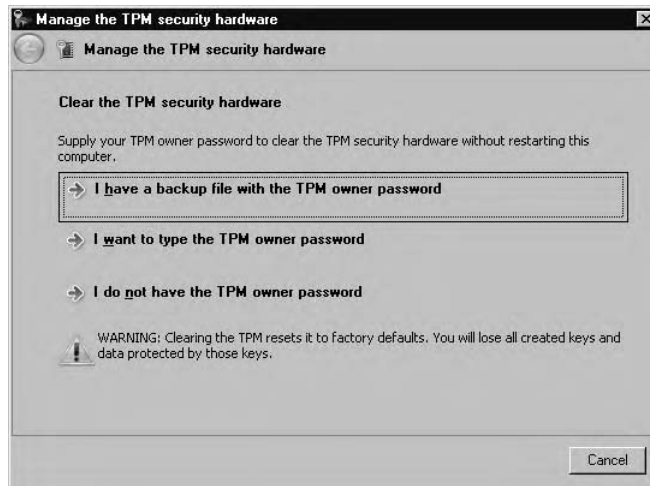 Manage the TPM security hardware
Manage the TPM security hardware
Clear the TPM security hardware
Supply your TPM owner password to clear the TPM security hardware without restarting this
computer.
I have a backup file with the TPM owner password
I want to type the TPM owner password
I do not have the TPM owner password
WARNING: Clearing the TPM resets it to factory defaults. You will lose all created keys and
data protected by those keys.
Cancel